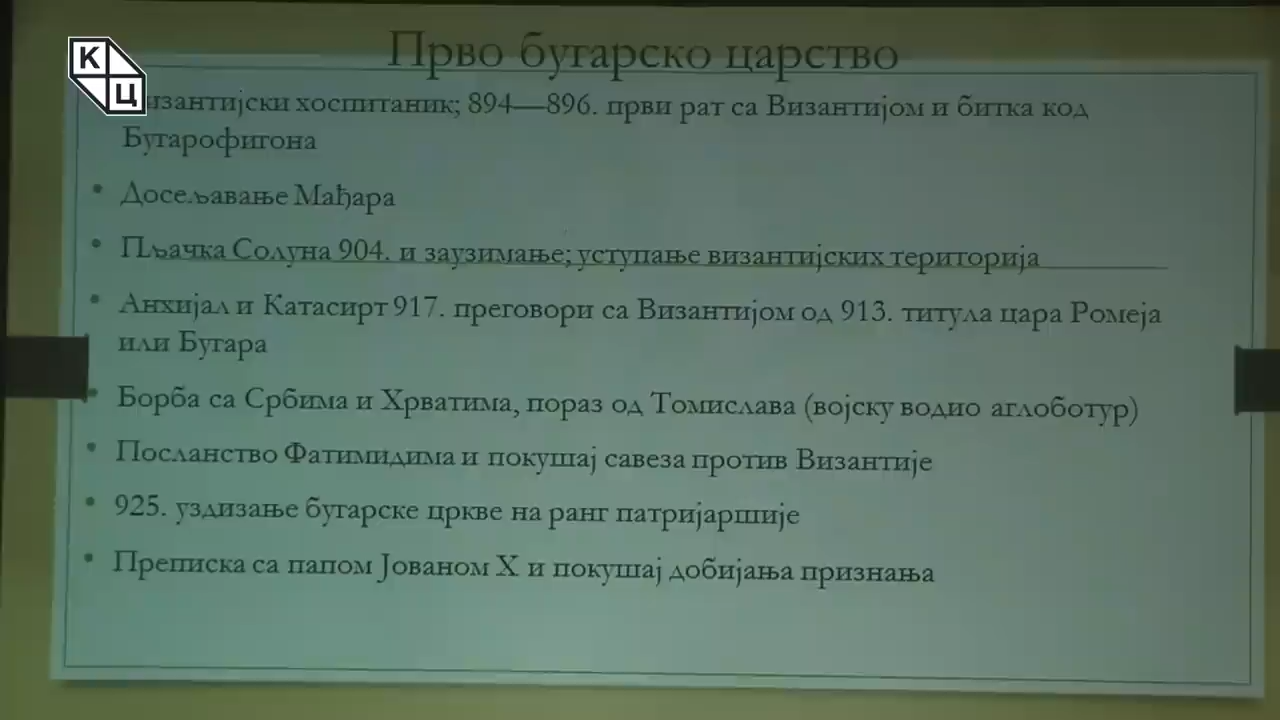 КЦ
Прво бугарско царство
изантијски хоспитаник; 894—896. први рат са Византијом и битка код
Бугарофигона
• Досељавање Мађара
• Пљачка Солуна 904. и заузимање; уступање византијских територија
• Анхијал и Катасирт 917. преговори са Византијом од 913. титула цара Ромеја
или Бугара
• Борба са Србима и Хрватима, пораз од Томислава (војску водио аглоботур)
• Посланство Фатимидима и покушај савеза против Византије
• 925. уздизање бугарске цркве на ранг патријаршије
• Преписка са папом Јованом X и покушај добијања признања